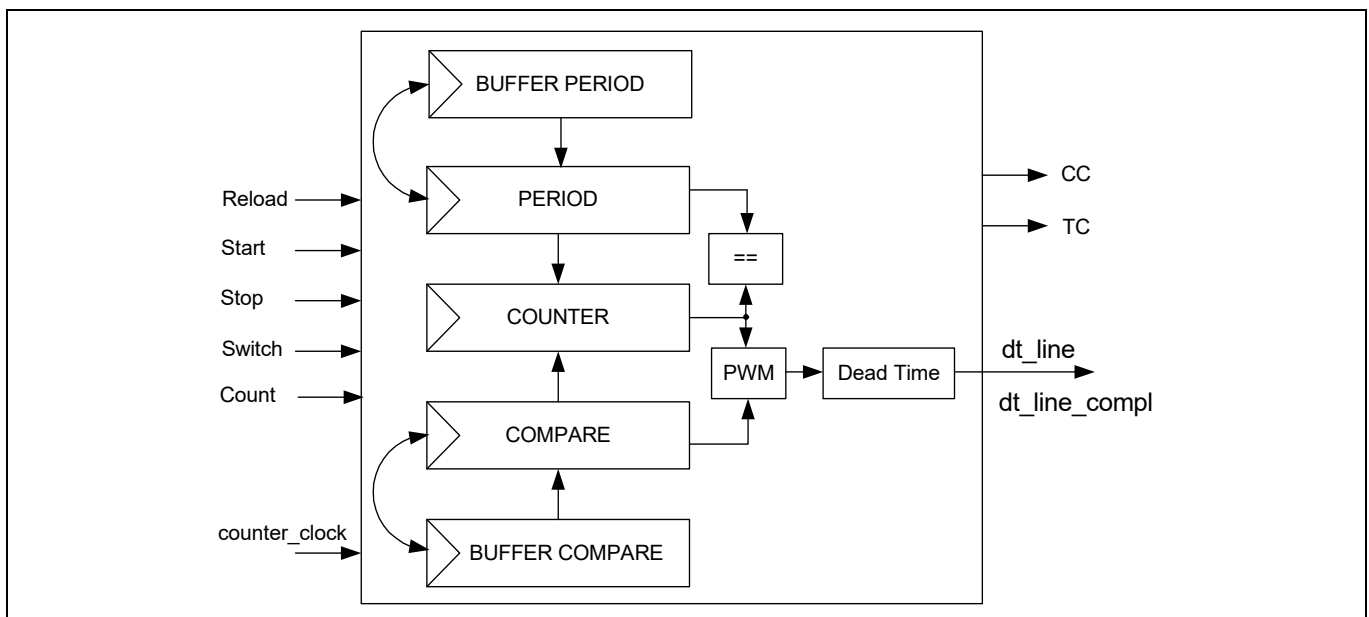 BUFFER PERIOD
PERIOD
COUNTER
COMPARE
BUFFER COMPARE
Reload
Start
Stop
Switch
Count
counter_clock
==
PWM
Dead Time
CC
TC
dt_line
dt_line_compl